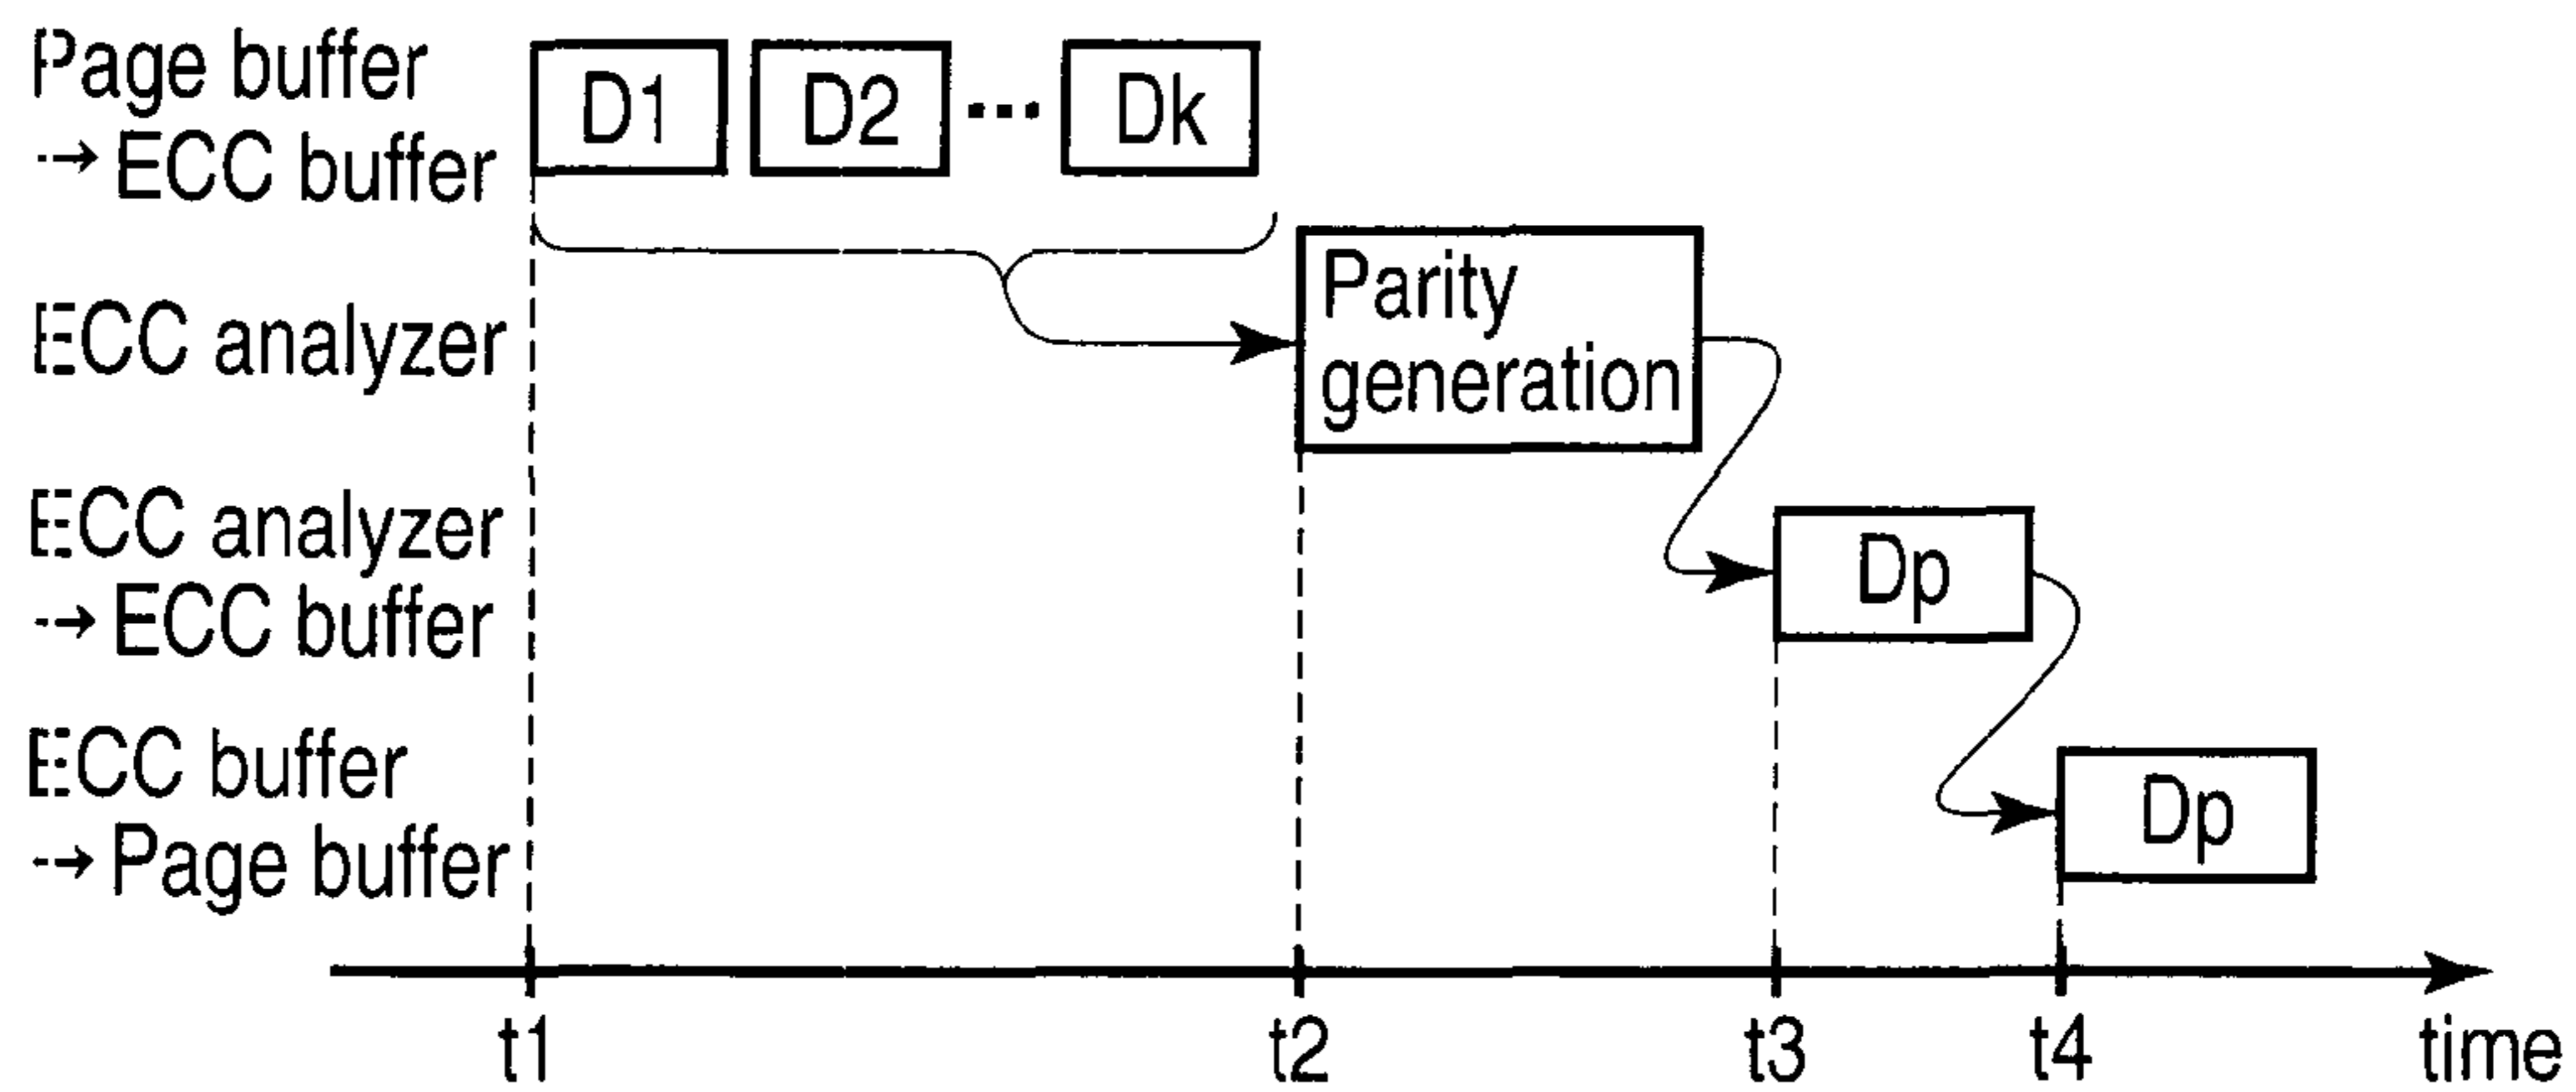 Page buffer
→ ECC buffer
D1 D2 ... Dk
ECC analyzer
Parity
generation
ECC analyzer
→ ECC buffer
Dp
ECC buffer
→ Page buffer
Dp
t1 t2 t3 t4 time